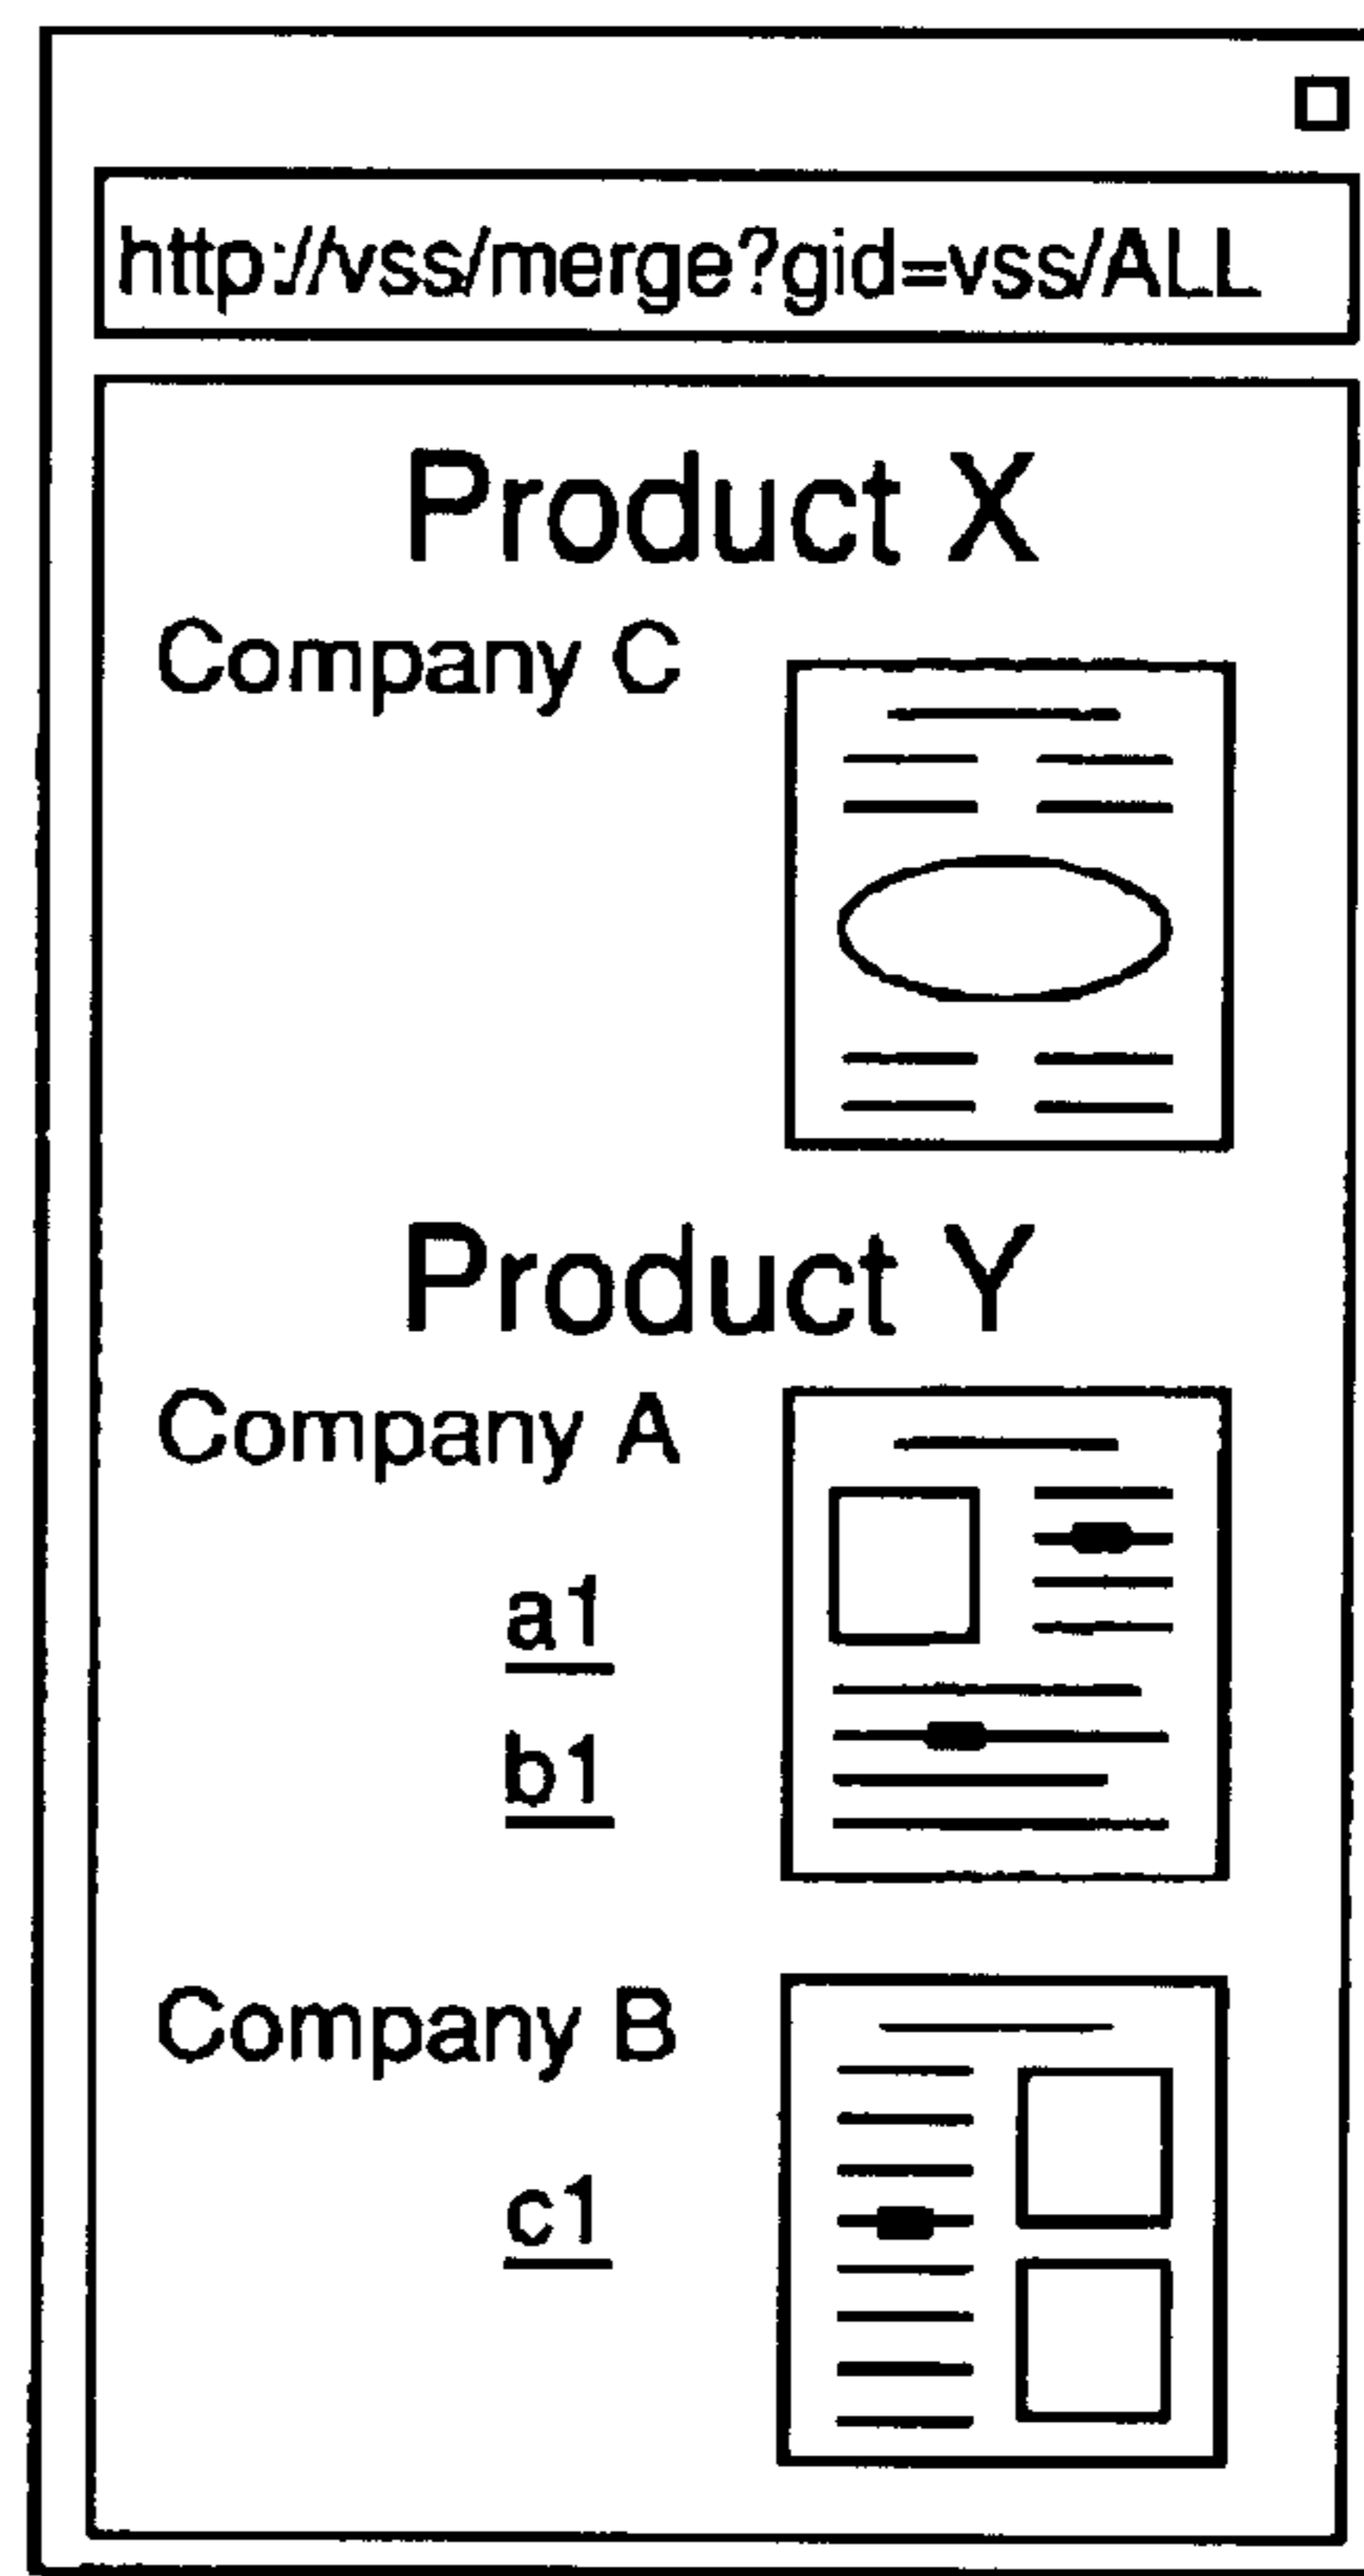 http://vss/merge?gid=vss/ALL
Product X
Company C
Product Y
Company A
a1
b1
Company B
c1